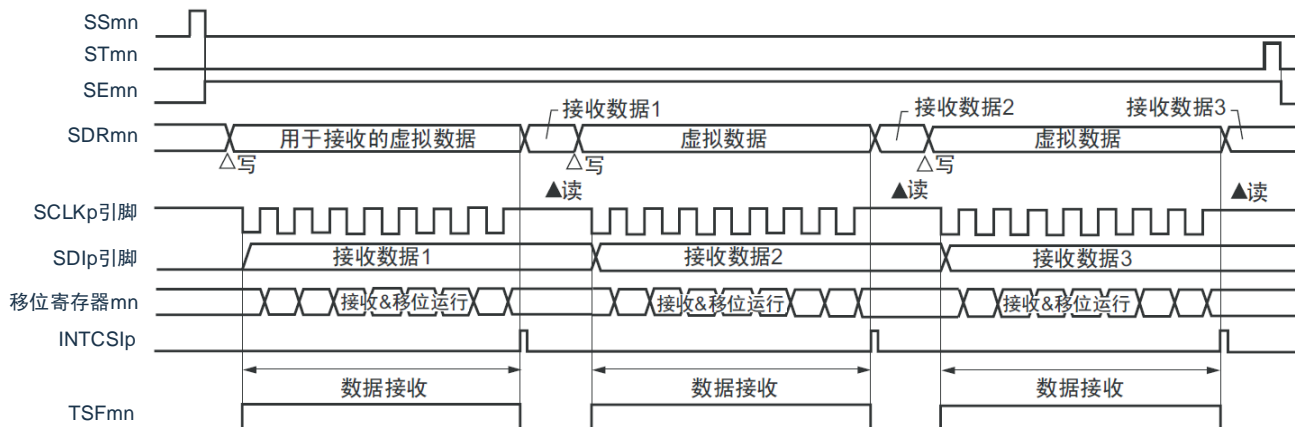 SSmn
STmn
SEmn
接收数据1
接收数据2
接收数据3
SDRmn
用于接收的虚拟数据
虚拟数据
虚拟数据
△写
△写
△写
▲读
▲读
▲读
SCLKp引脚
SDIp引脚
接收数据1
接收数据2
接收数据3
移位寄存器mn
接收&移位运行
接收&移位运行
接收&移位运行
INTCSIp
数据接收
数据接收
数据接收
TSFmn